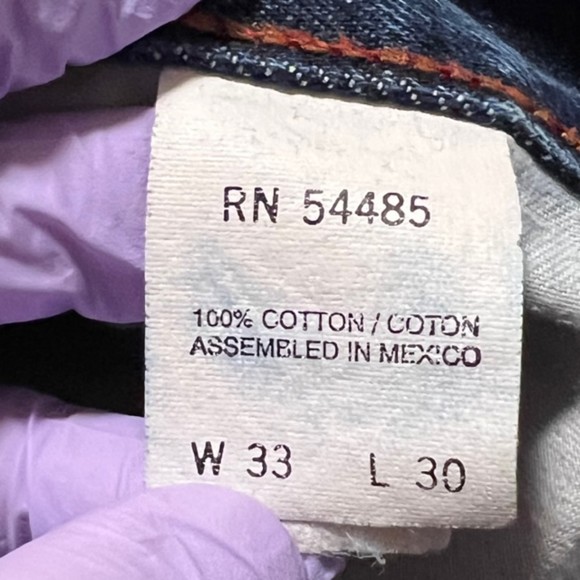 RN 54485
100% COTTON / COTON
ASSEMBLED IN MEXICO
W 33 L 30